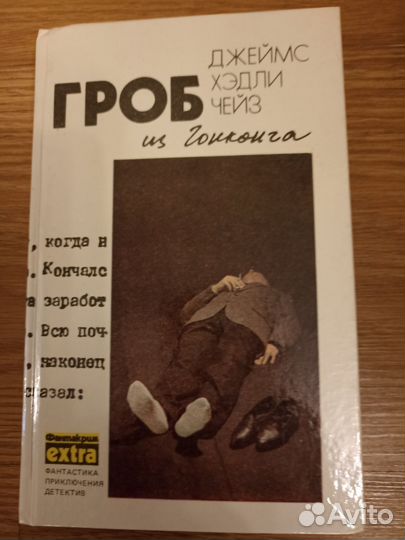 ДЖЕЙМС
ХЭДЛИ
ЧЕЙЗ
ГРОБ
из Гонконга
, когда и
. Кончалс
а заработ
. Всю поч-
, наконец
сказал:
Фантакрим
extra
ФАНТАСТИКА
ПРИКЛЮЧЕНИЯ
ДЕТЕКТИВ
Avito